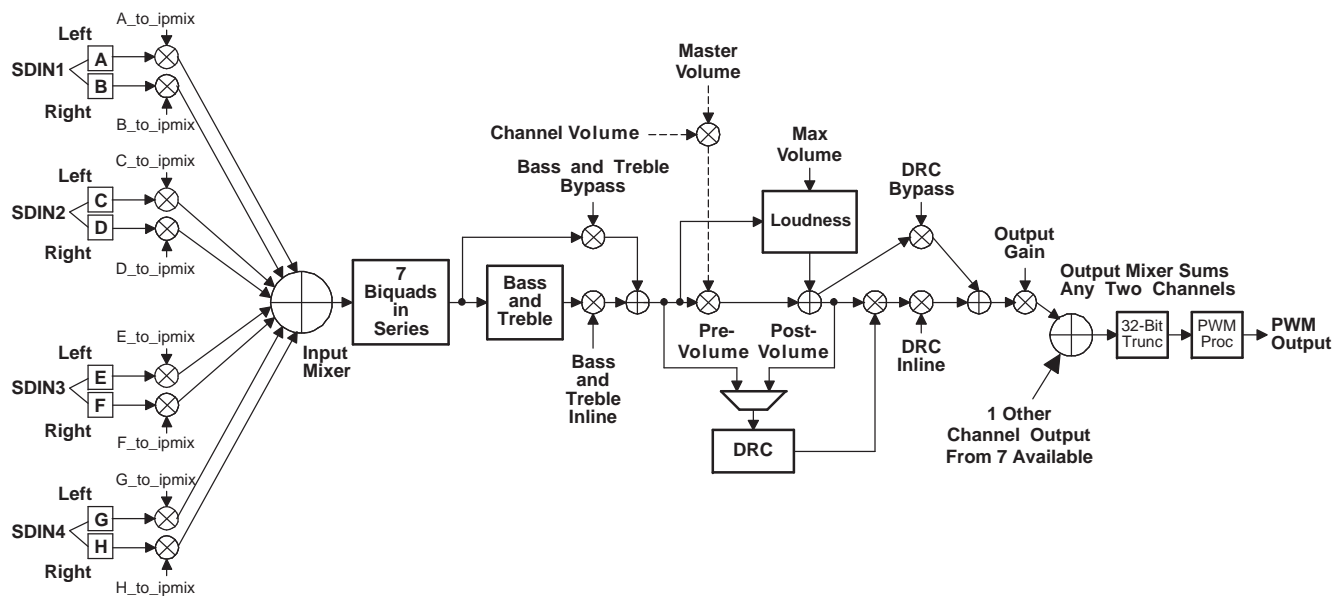 A_to_ipmix
Left
A
SDIN1
B
Right
B_to_ipmix
C_to_ipmix
Left
C
SDIN2
D
Right
D_to_ipmix
E_to_ipmix
Left
E
SDIN3
F
Right
F_to_ipmix
G_to_ipmix
Left
G
SDIN4
H
Right
H_to_ipmix
Input
Mixer
7
Biquads
in
Series
Bass and Treble
Bypass
Bass
and
Treble
Bass
and
Treble
Inline
Master
Volume
Channel Volume
Max
Volume
Loudness
Pre-
Volume
Post-
Volume
DRC
DRC
Bypass
DRC
Inline
Output
Gain
Output Mixer Sums
Any Two Channels
1 Other
Channel Output
From 7 Available
32-Bit
Trunc
PWM
Proc
PWM
Output